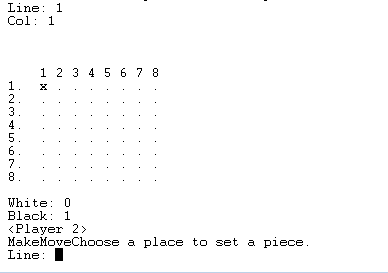 Line: 1
Col: 1
1 2 3 4 5 6 7 8
1. x . . . . . . .
2. . . . . . . . .
3. . . . . . . . .
4. . . . . . . . .
5. . . . . . . . .
6. . . . . . . . .
7. . . . . . . . .
8. . . . . . . . .
White: 0
Black: 1
<Player 2>
MakeMoveChoose a place to set a piece.
Line: